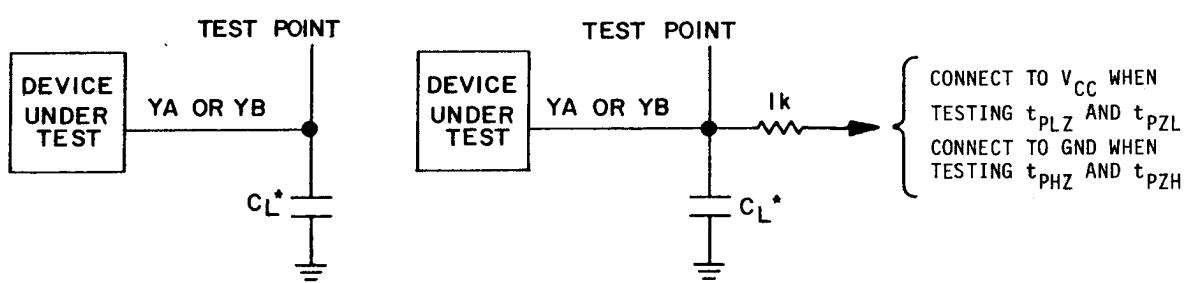 TEST POINT
DEVICE
UNDER
TEST
YA OR YB
CL*
TEST POINT
DEVICE
UNDER
TEST
YA OR YB
1k
CL*
CONNECT TO VCC WHEN
TESTING tPLZ AND tPZL
CONNECT TO GND WHEN
TESTING tPHZ AND tPZH